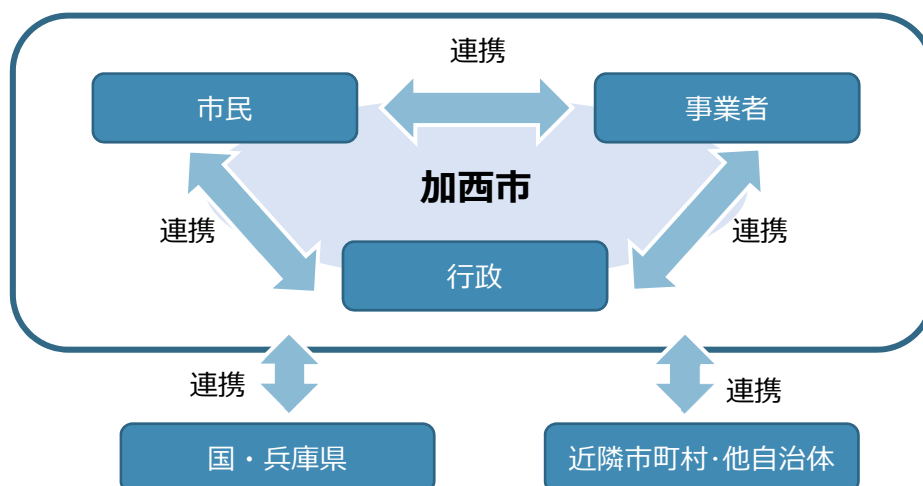 連携
市民
事業者
加西市
連携
連携
行政
連携
連携
国・兵庫県
近隣市町村･他自治体